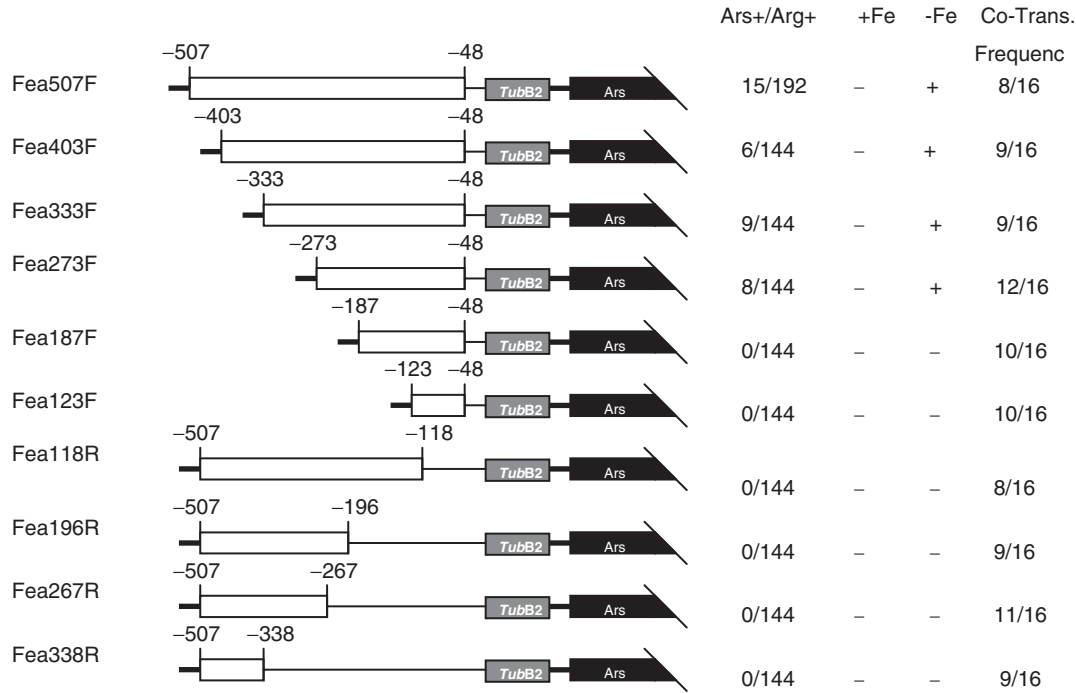 Ars+/Arg+ +Fe -Fe Co-Trans.
Frequenc
−507 −48
Fea507F TubB2 Ars 15/192 − + 8/16
−403 −48
Fea403F TubB2 Ars 6/144 − + 9/16
−333 −48
Fea333F TubB2 Ars 9/144 − + 9/16
−273 −48
Fea273F TubB2 Ars 8/144 − + 12/16
−187 −48
Fea187F TubB2 Ars 0/144 − − 10/16
−123 −48
Fea123F TubB2 Ars 0/144 − − 10/16
−507 −118
Fea118R TubB2 Ars 0/144 − − 8/16
−507 −196
Fea196R TubB2 Ars 0/144 − − 9/16
−507 −267
Fea267R TubB2 Ars 0/144 − − 11/16
−507 −338
Fea338R TubB2 Ars 0/144 − − 9/16